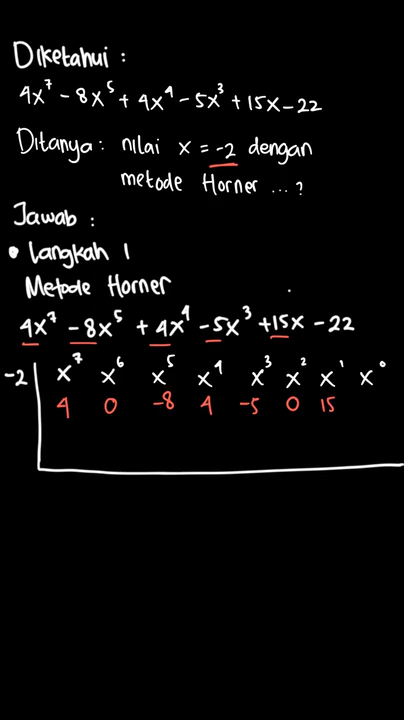 Diketahui :
4x⁷ - 8x⁵ + 4x⁴ - 5x³ + 15x - 22
Ditanya : nilai x = -2 dengan
metode Horner ... ?
Jawab :
• Langkah 1
Metode Horner
4x⁷ - 8x⁵ + 4x⁴ - 5x³ + 15x - 22
-2 | x⁷ x⁶ x⁵ x⁴ x³ x² x¹ x⁰
4 0 -8 4 -5 0 15